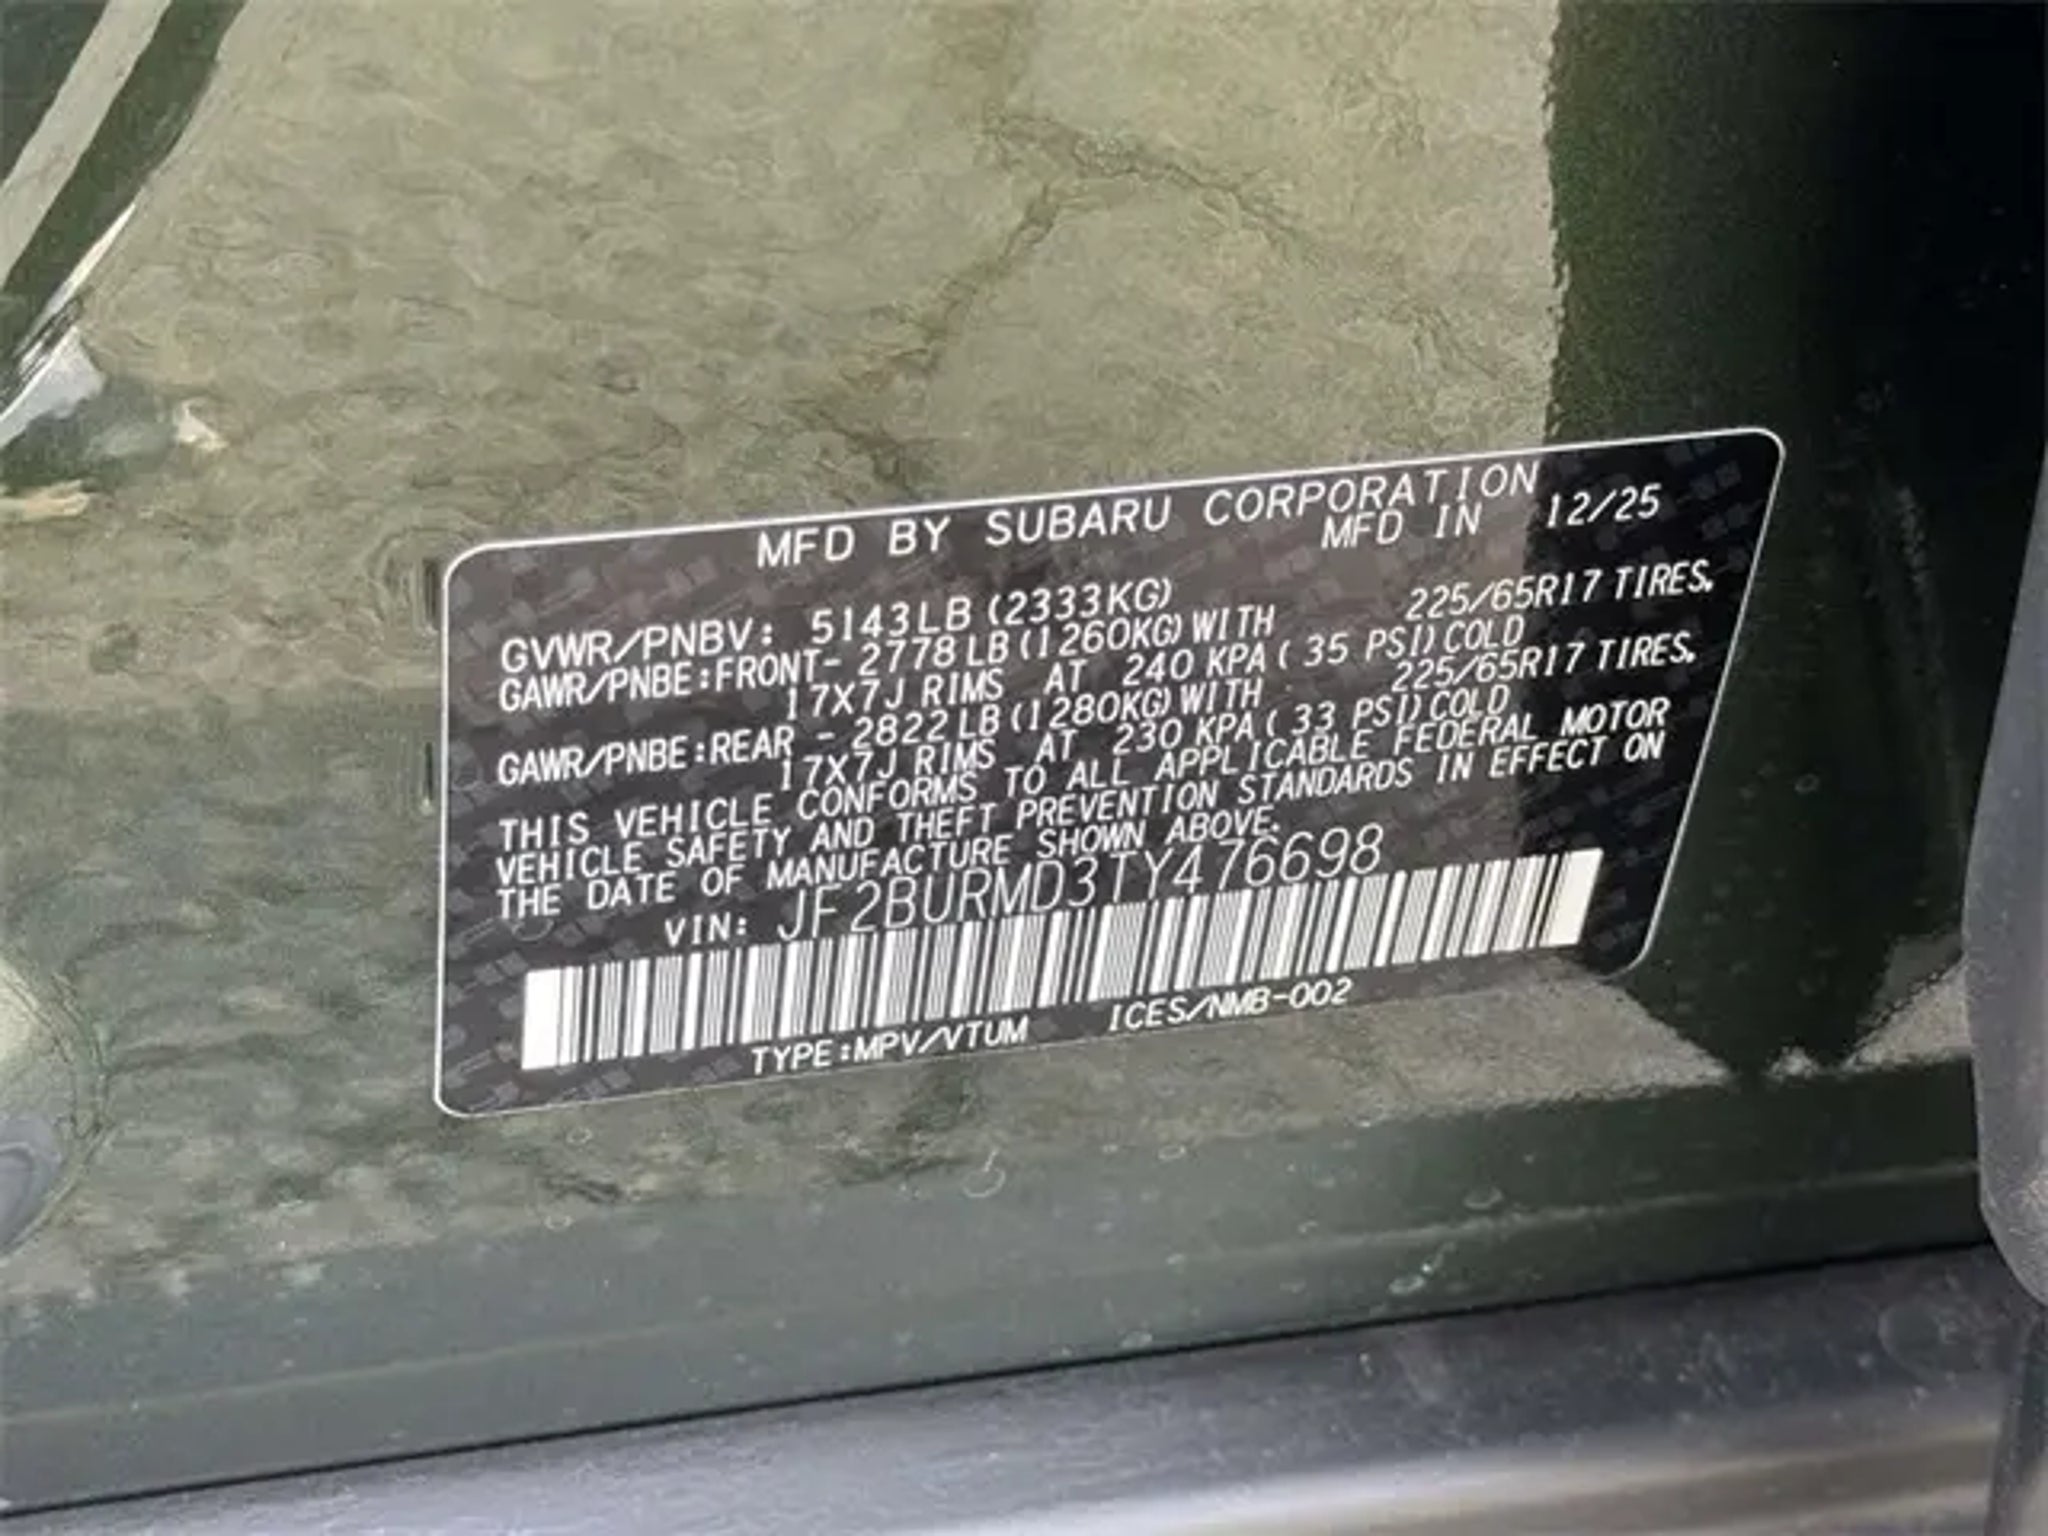 MFD BY SUBARU CORPORATION
MFD IN 12/25
GVWR/PNBV: 5143LB (2333KG)
GAWR/PNBE:FRONT- 2778LB(1260KG)WITH 225/65R17 TIRES,
17X7J RIMS AT 240 KPA( 35 PSI)COLD
GAWR/PNBE:REAR - 2822LB(1280KG)WITH 225/65R17 TIRES,
17X7J RIMS AT 230 KPA( 33 PSI)COLD
THIS VEHICLE CONFORMS TO ALL APPLICABLE FEDERAL MOTOR
VEHICLE SAFETY AND THEFT PREVENTION STANDARDS IN EFFECT ON
THE DATE OF MANUFACTURE SHOWN ABOVE.
VIN: JF2BURMD3TY476698
TYPE:MPV/VTUM ICES/NMB-002